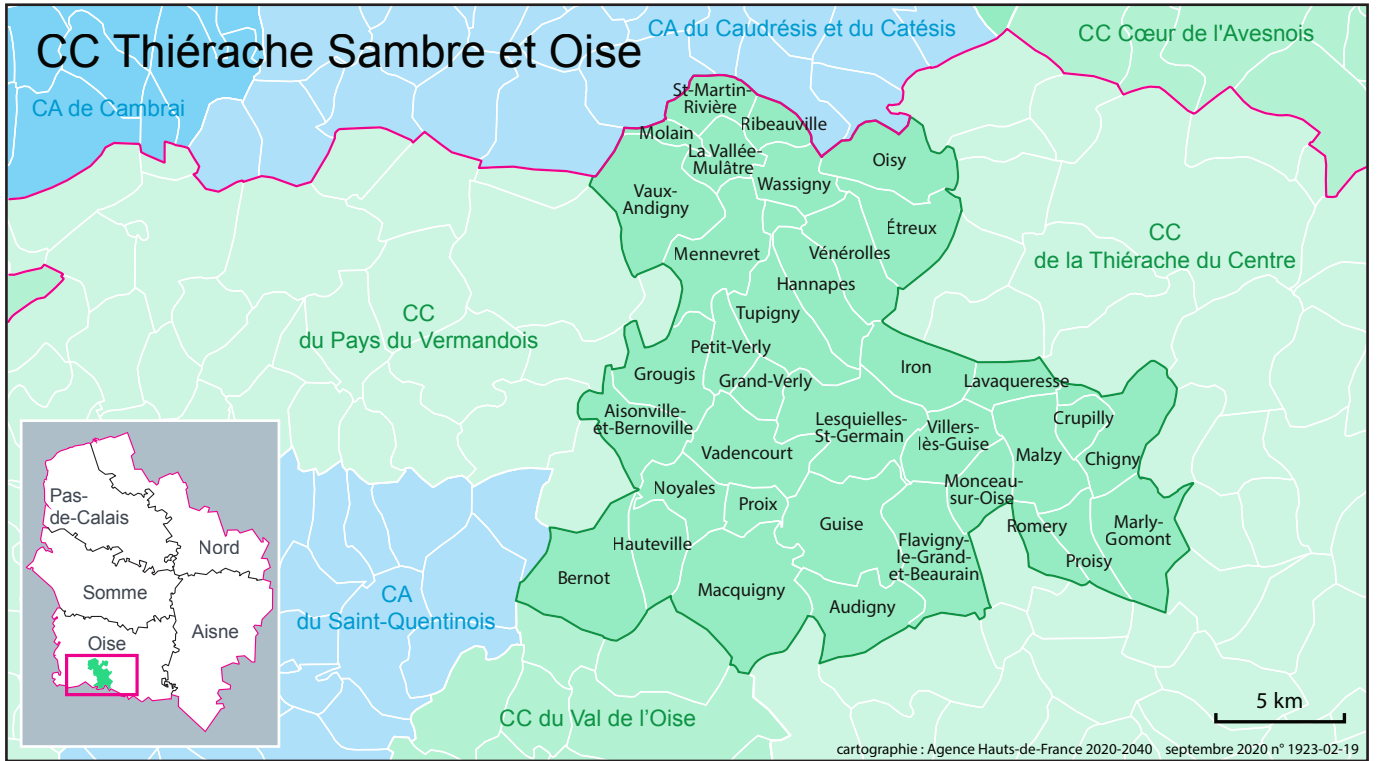 CC Thiérache Sambre et Oise
CA du Caudrésis et du Catésis
CC Cœur de l'Avesnois
CA de Cambrai
St-Martin-
Rivière
Ribeauville
Molain
La Vallée-
Mulâtre
Oisy
Wassigny
Vaux-
Andigny
Étreux
CC
de la Thiérache du Centre
Mennevret
Vénérolles
Hannapes
Tupigny
CC
du Pays du Vermandois
Petit-Verly
Grougis
Grand-Verly
Iron
Lavaqueresse
Aisonville-
et-Bernoville
Lesquielles-
St-Germain
Villers-
lès-Guise
Crupilly
Vadencourt
Malzy
Chigny
Noyales
Proix
Monceau-
sur-Oise
Guise
Romery
Marly-
Gomont
Hauteville
Flavigny-
le-Grand-
et-Beaurain
Proisy
Bernot
Macquigny
Audigny
CA
du Saint-Quentinois
CC du Val de l'Oise
Pas-
de-Calais
Nord
Somme
Aisne
Oise
5 km
cartographie : Agence Hauts-de-France 2020-2040 septembre 2020 n° 1923-02-19